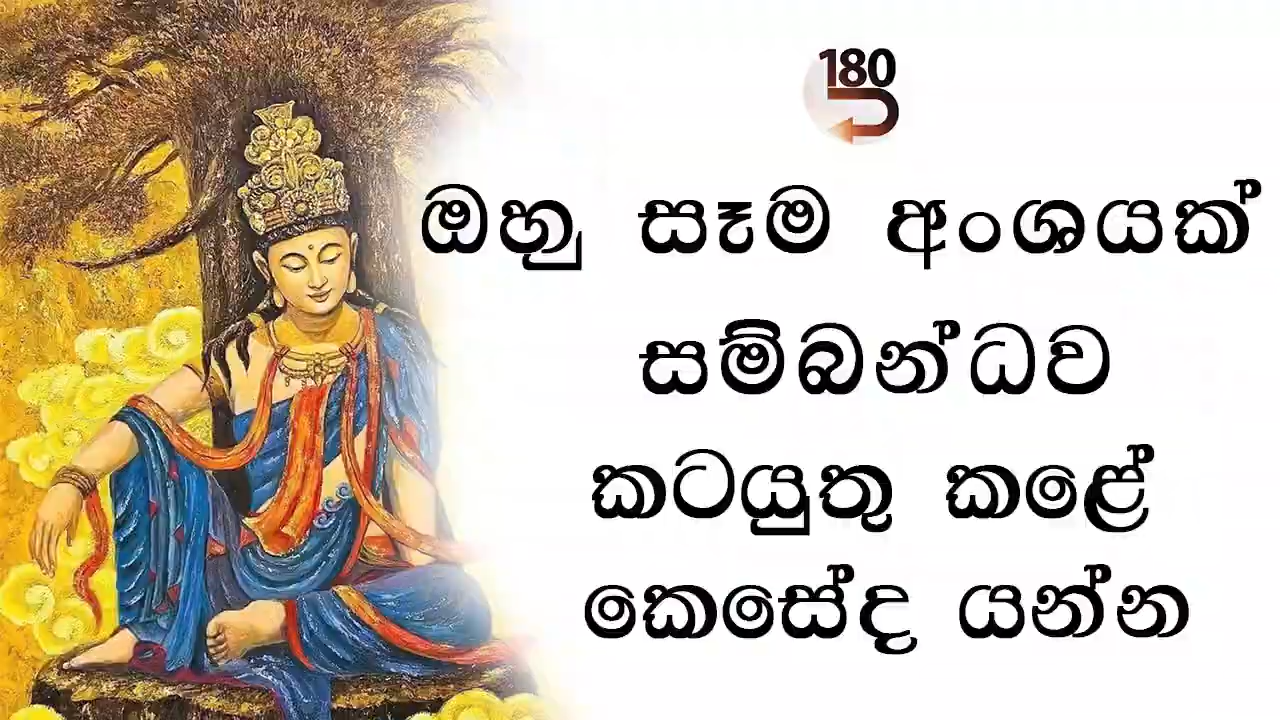 180
ඔහු සෑම අංශයක්
සම්බන්ධව
කටයුතු කළේ
කෙසේද යන්න